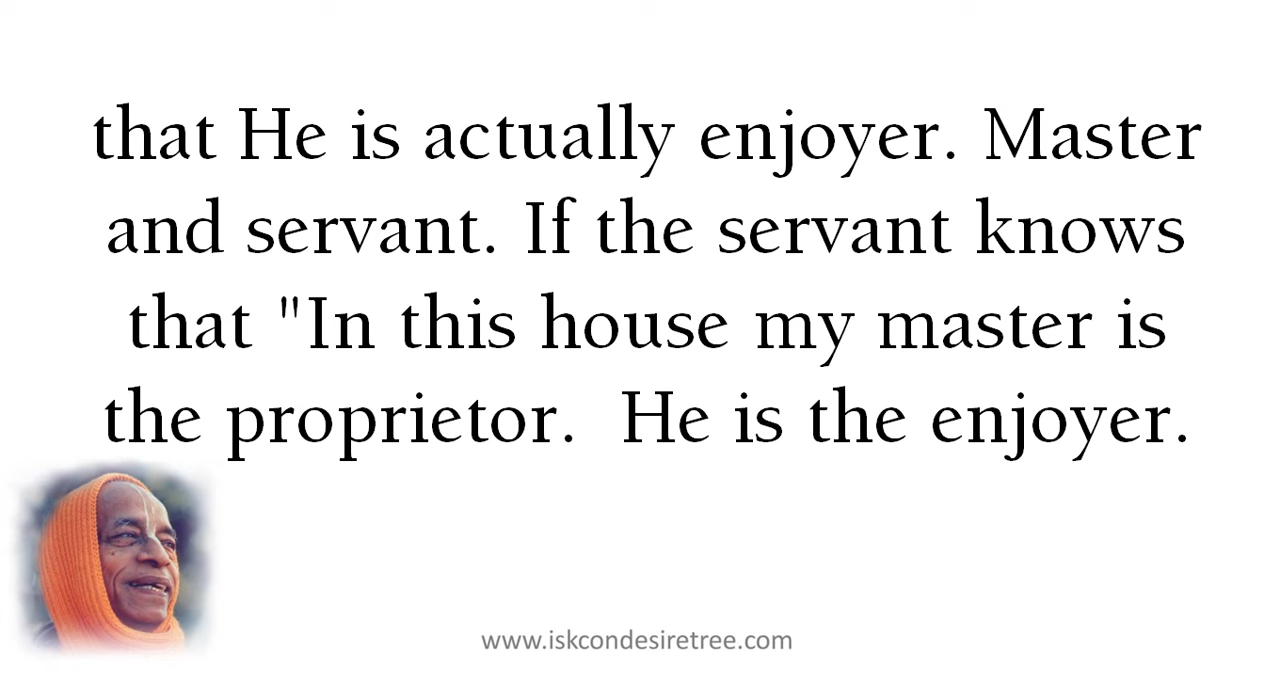 that He is actually enjoyer. Master
and servant. If the servant knows
that "In this house my master is
the proprietor.  He is the enjoyer.
www.iskcondesiretree.com